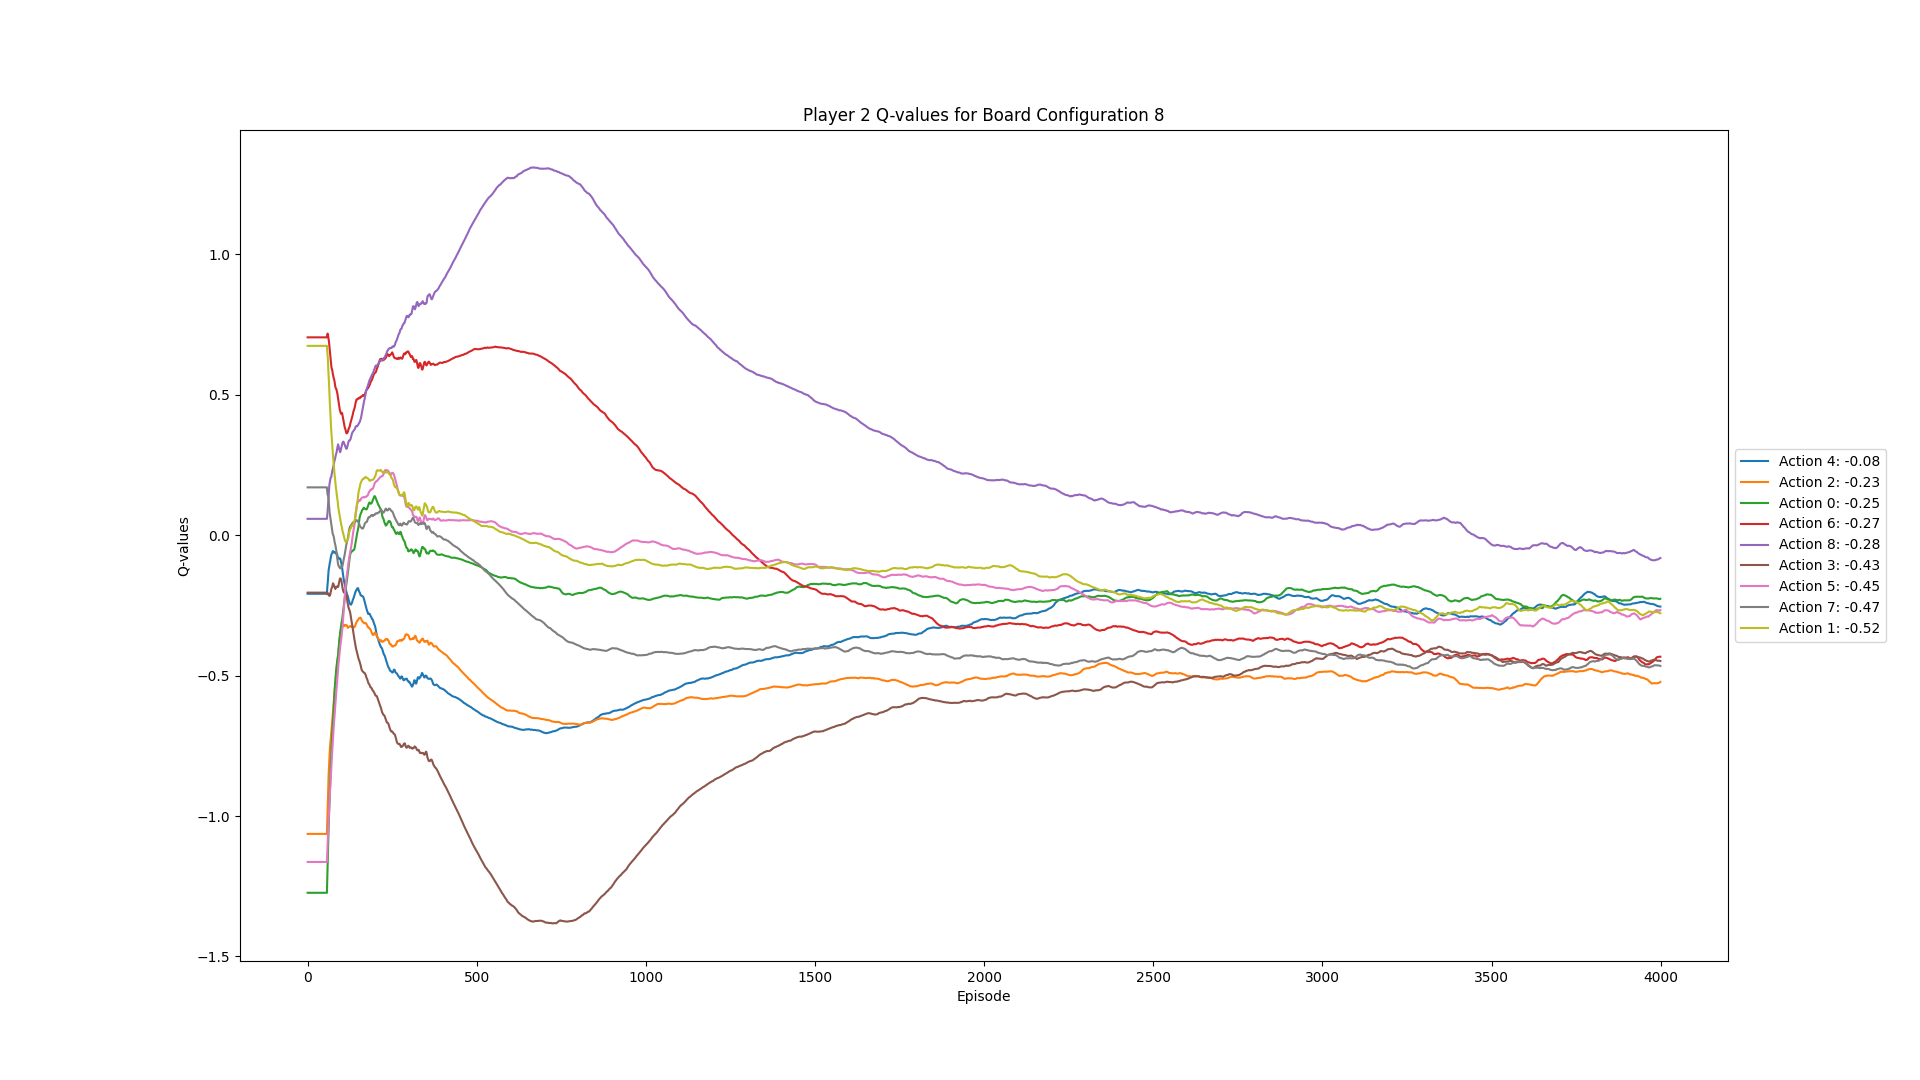 Player 2 Q-values for Board Configuration 8
1.0
0.5
0.0
−0.5
−1.0
−1.5
Q-values
0
500
1000
1500
2000
2500
3000
3500
4000
Episode
Action 4: -0.08
Action 2: -0.23
Action 0: -0.25
Action 6: -0.27
Action 8: -0.28
Action 3: -0.43
Action 5: -0.45
Action 7: -0.47
Action 1: -0.52